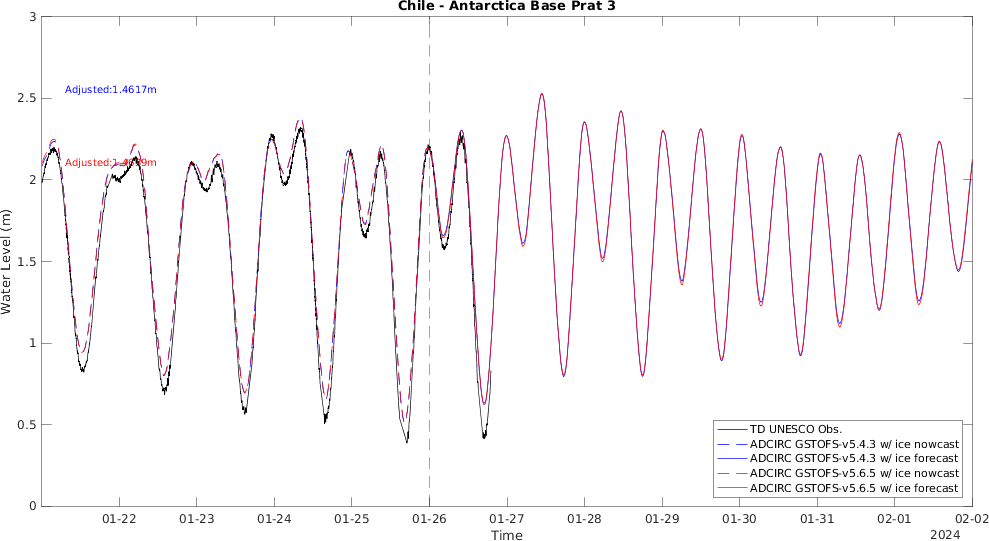 Chile - Antarctica Base Prat 3
3
2.5
2
1.5
1
0.5
0
Water Level (m)
Adjusted:1.4617m
01-22
01-23
01-24
01-25
01-26
01-27
01-28
01-29
01-30
01-31
02-01
02-02
Time
2024
TD UNESCO Obs.
ADCIRC GSTOFS-v5.4.3 w/ ice nowcast
ADCIRC GSTOFS-v5.4.3 w/ ice forecast
ADCIRC GSTOFS-v5.6.5 w/ ice nowcast
ADCIRC GSTOFS-v5.6.5 w/ ice forecast